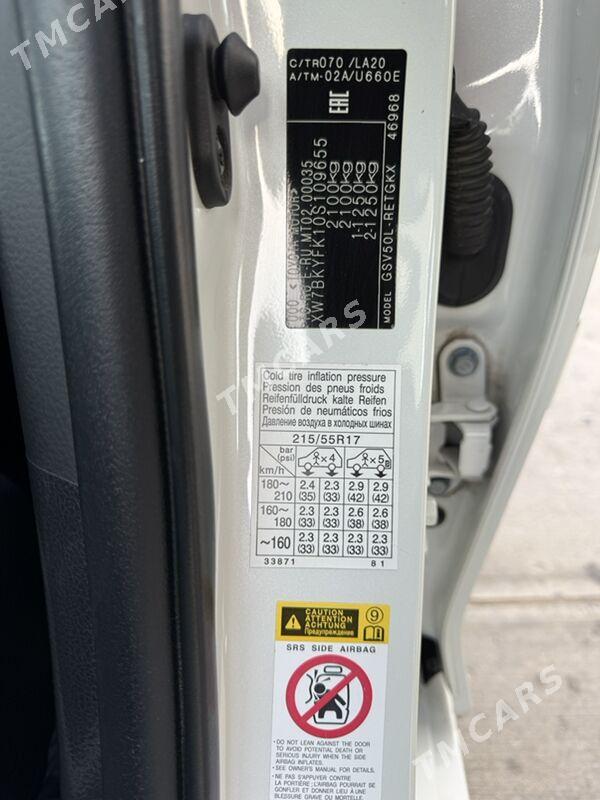 C/TR070 /LA20
A/TM-02A/U660E
EAC
XW7BKYFK10S109655
2100kg
2100kg
1-1250kg
2-1250kg
MODEL GSV50L-RETGKX 46968
Cold tire inflation pressure
Pression des pneus froids
Reifenfülldruck kalte Reifen
Presión de neumáticos frios
Давление воздуха в холодных шинах
215/55R17
bar (psi) ×4 ×5
km/h
180~210 2.4 (35) 2.3 (33) 2.9 (42) 2.9 (42)
160~180 2.3 (33) 2.3 (33) 2.6 (38) 2.6 (38)
~160 2.3 (33) 2.3 (33) 2.3 (33) 2.3 (33)
33871 81
CAUTION
ATTENTION
ACHTUNG
Предупреждение
9
SRS SIDE AIRBAG
DO NOT LEAN AGAINST THE DOOR
TO AVOID POTENTIAL DEATH OR
SERIOUS INJURY WHEN THE SIDE
AIRBAG INFLATES.
·SEE OWNER'S MANUAL FOR DETAILS.
·NE PAS S'APPUYER CONTRE
LA PORTIERE; L'AIRBAG POURRAIT SE
GONFLER ET DONNER LIEU A DES
BLESSURE GRAVE OU MORTELLE.
TMCARS
TMCARS
TMCARS
TMCARS